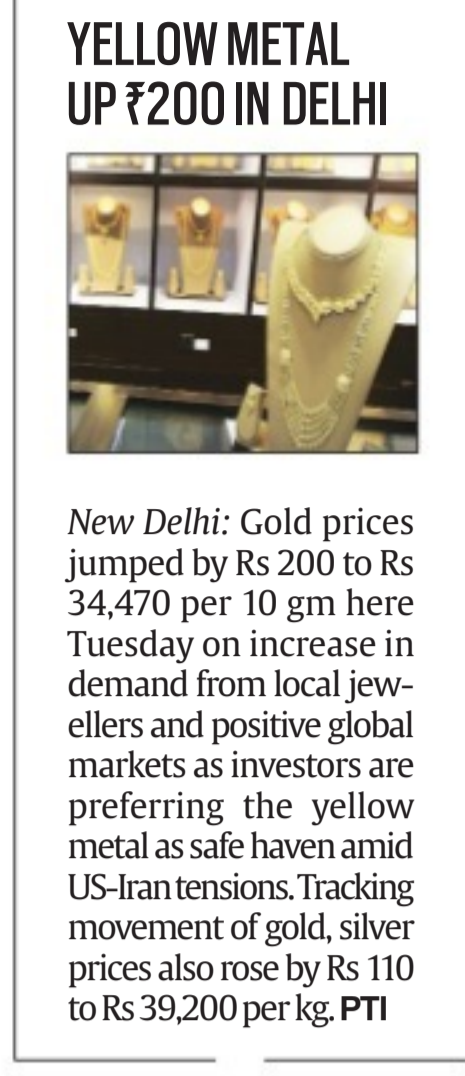 YELLOW METAL
UP ₹200 IN DELHI
New Delhi: Gold prices
jumped by Rs 200 to Rs
34,470 per 10 gm here
Tuesday on increase in
demand from local jew-
ellers and positive global
markets as investors are
preferring the yellow
metal as safe haven amid
US-Iran tensions. Tracking
movement of gold, silver
prices also rose by Rs 110
to Rs 39,200 per kg. PTI